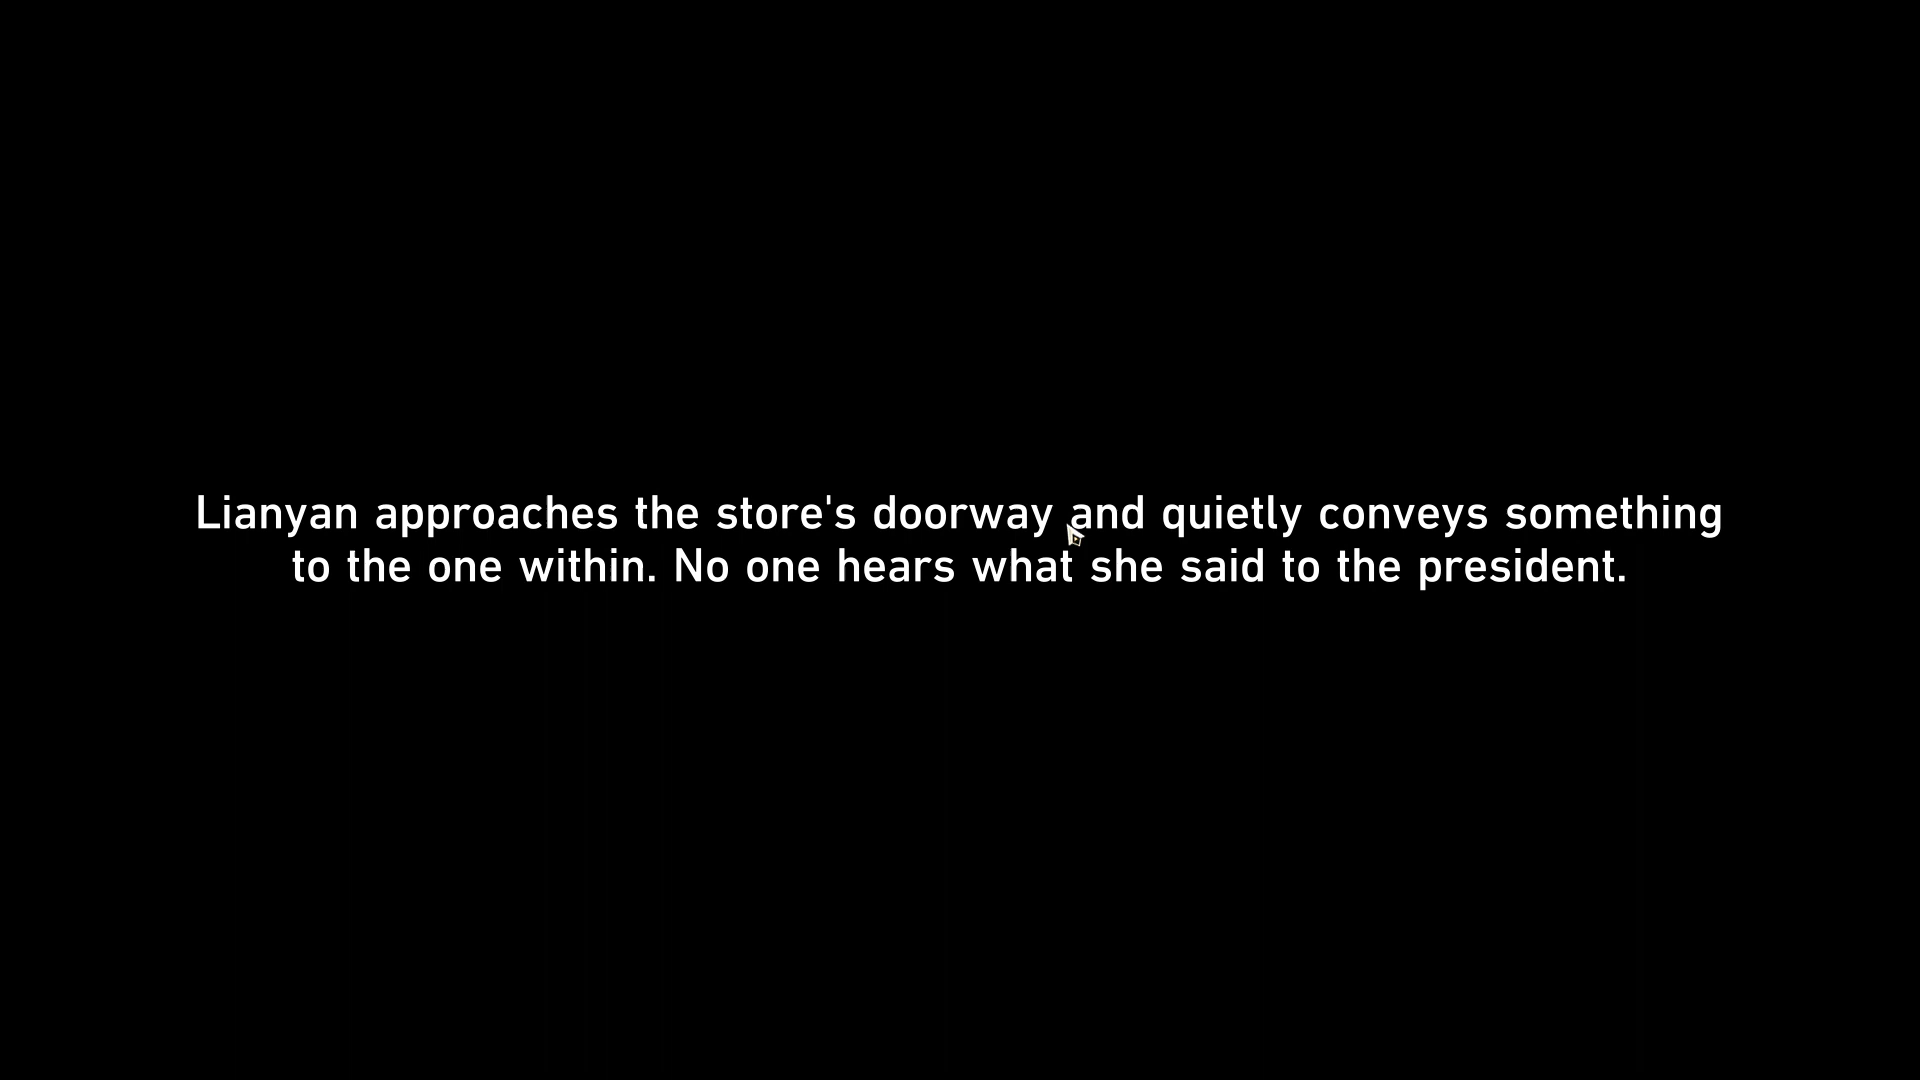 Lianyan approaches the store's doorway and quietly conveys something
to the one within. No one hears what she said to the president.